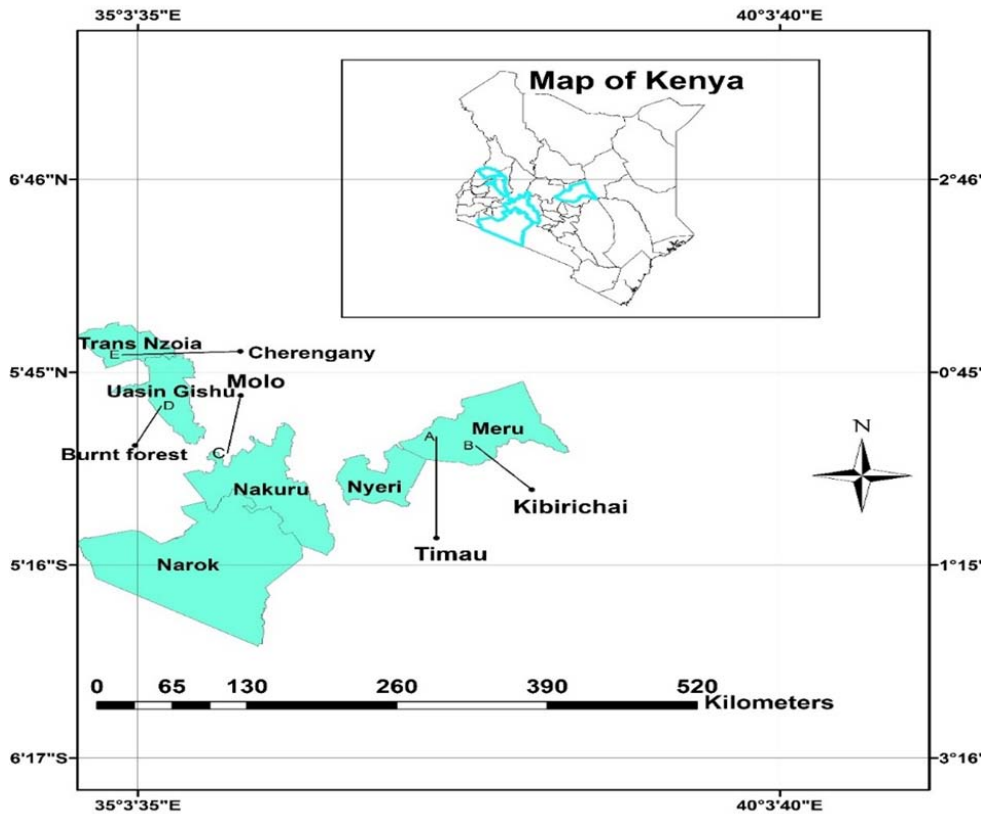 35°3'35"E 40°3'40"E
Map of Kenya
6'46"N 2°46'
Trans Nzoia
E
Cherengany
5'45"N 0°45'
Molo
Uasin Gishu
D
Meru
A
B
N
C
Burnt forest
Nakuru
Nyeri
Kibirichai
Timau
5'16"S 1°15'
Narok
0 65 130 260 390 520
Kilometers
6'17"S 3°16'
35°3'35"E 40°3'40"E